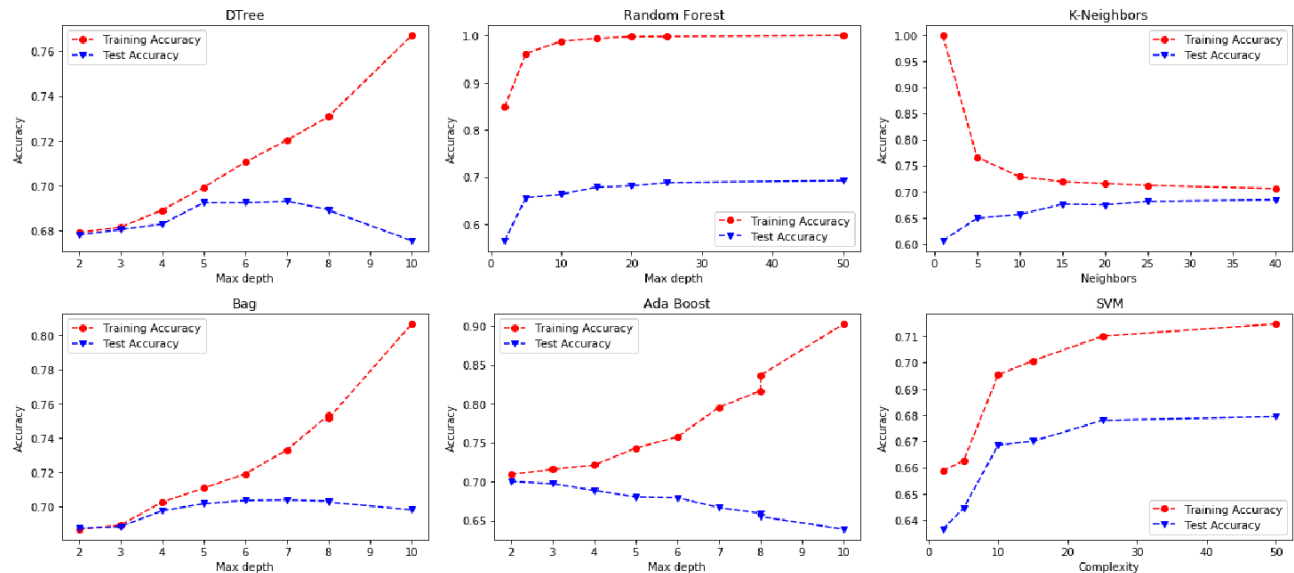 DTree
Training Accuracy
Test Accuracy
0.76
0.74
0.72
0.70
0.68
Accuracy
2 3 4 5 6 7 8 9 10
Max depth
Random Forest
1.0
0.9
0.8
0.7
0.6
Accuracy
Training Accuracy
Test Accuracy
0 10 20 30 40 50
Max depth
K-Neighbors
Training Accuracy
Test Accuracy
1.00
0.95
0.90
0.85
0.80
0.75
0.70
0.65
0.60
Accuracy
0 5 10 15 20 25 30 35 40
Neighbors
Bag
Training Accuracy
Test Accuracy
0.80
0.78
0.76
0.74
0.72
0.70
Accuracy
2 3 4 5 6 7 8 9 10
Max depth
Ada Boost
Training Accuracy
Test Accuracy
0.90
0.85
0.80
0.75
0.70
0.65
Accuracy
2 3 4 5 6 7 8 9 10
Max depth
SVM
0.71
0.70
0.69
0.68
0.67
0.66
0.65
0.64
Accuracy
Training Accuracy
Test Accuracy
0 10 20 30 40 50
Complexity